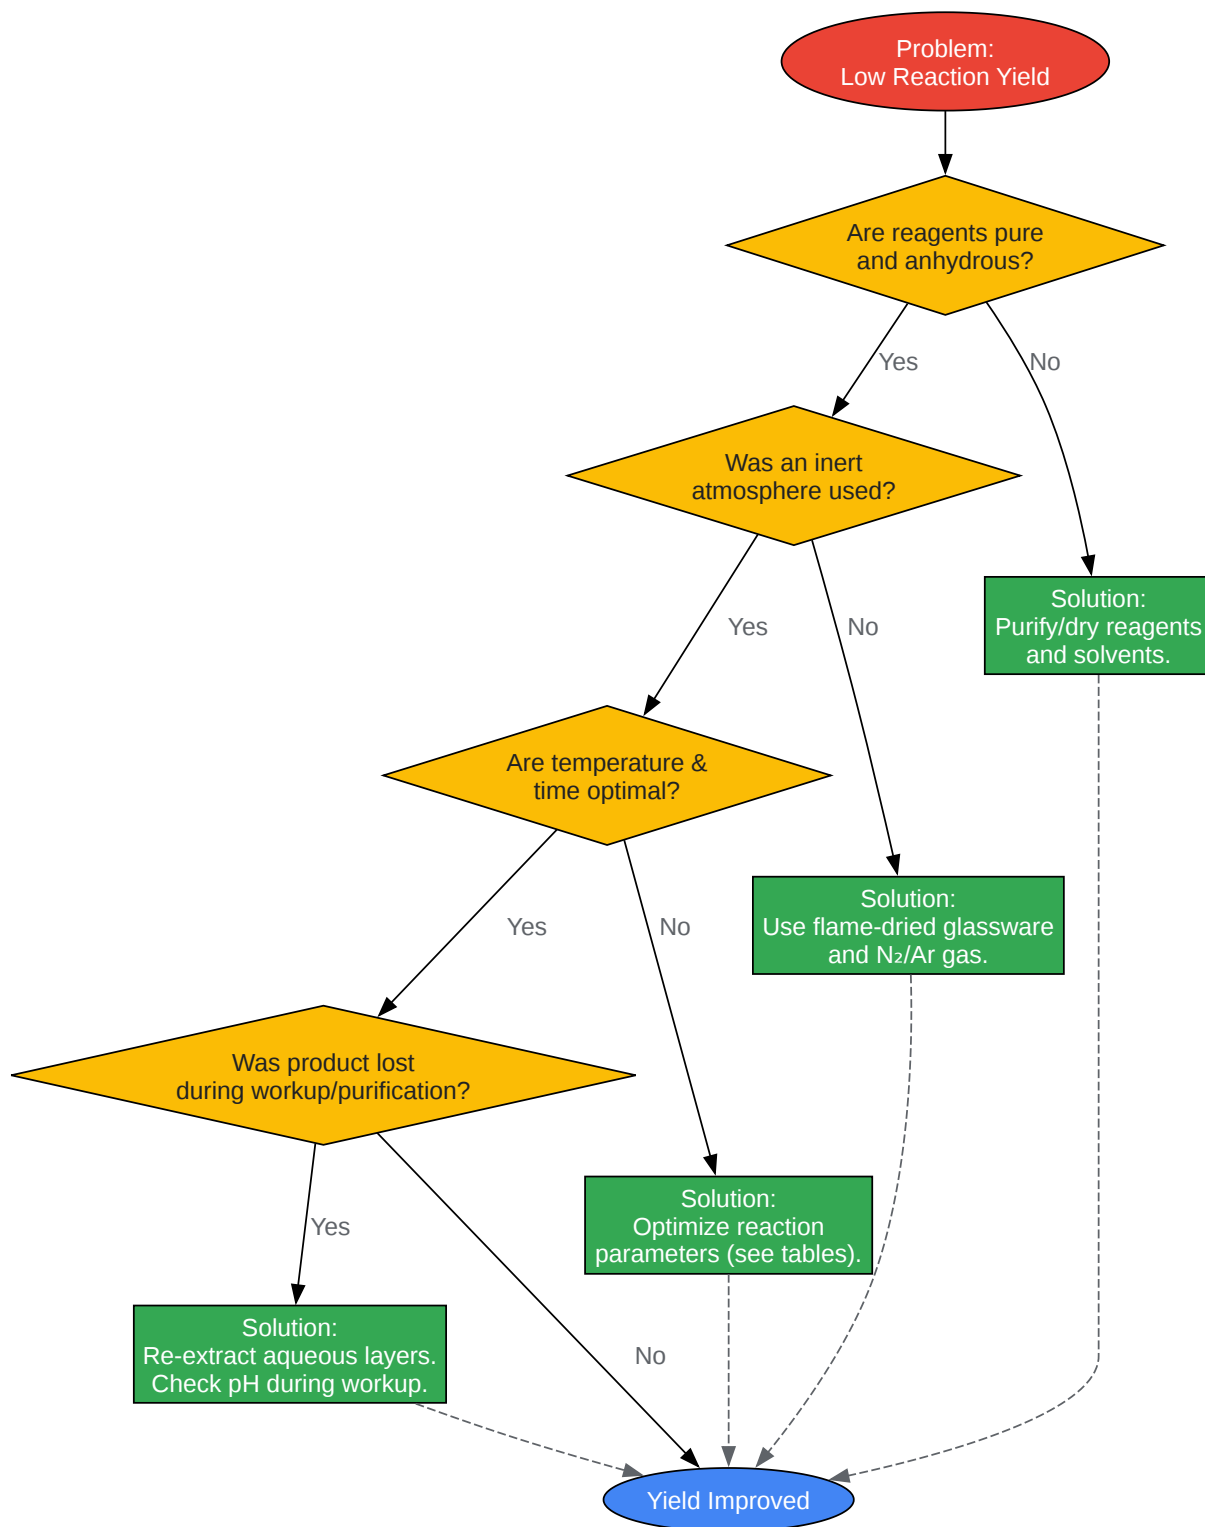 Problem:
Low Reaction Yield
Are reagents pure
and anhydrous?
Yes
No
Was an inert
atmosphere used?
Solution:
Purify/dry reagents
and solvents.
Yes
No
Are temperature &
time optimal?
Solution:
Use flame-dried glassware
and N₂/Ar gas.
Yes
No
Was product lost
during workup/purification?
Solution:
Optimize reaction
parameters (see tables).
Yes
Solution:
Re-extract aqueous layers.
Check pH during workup.
No
Yield Improved